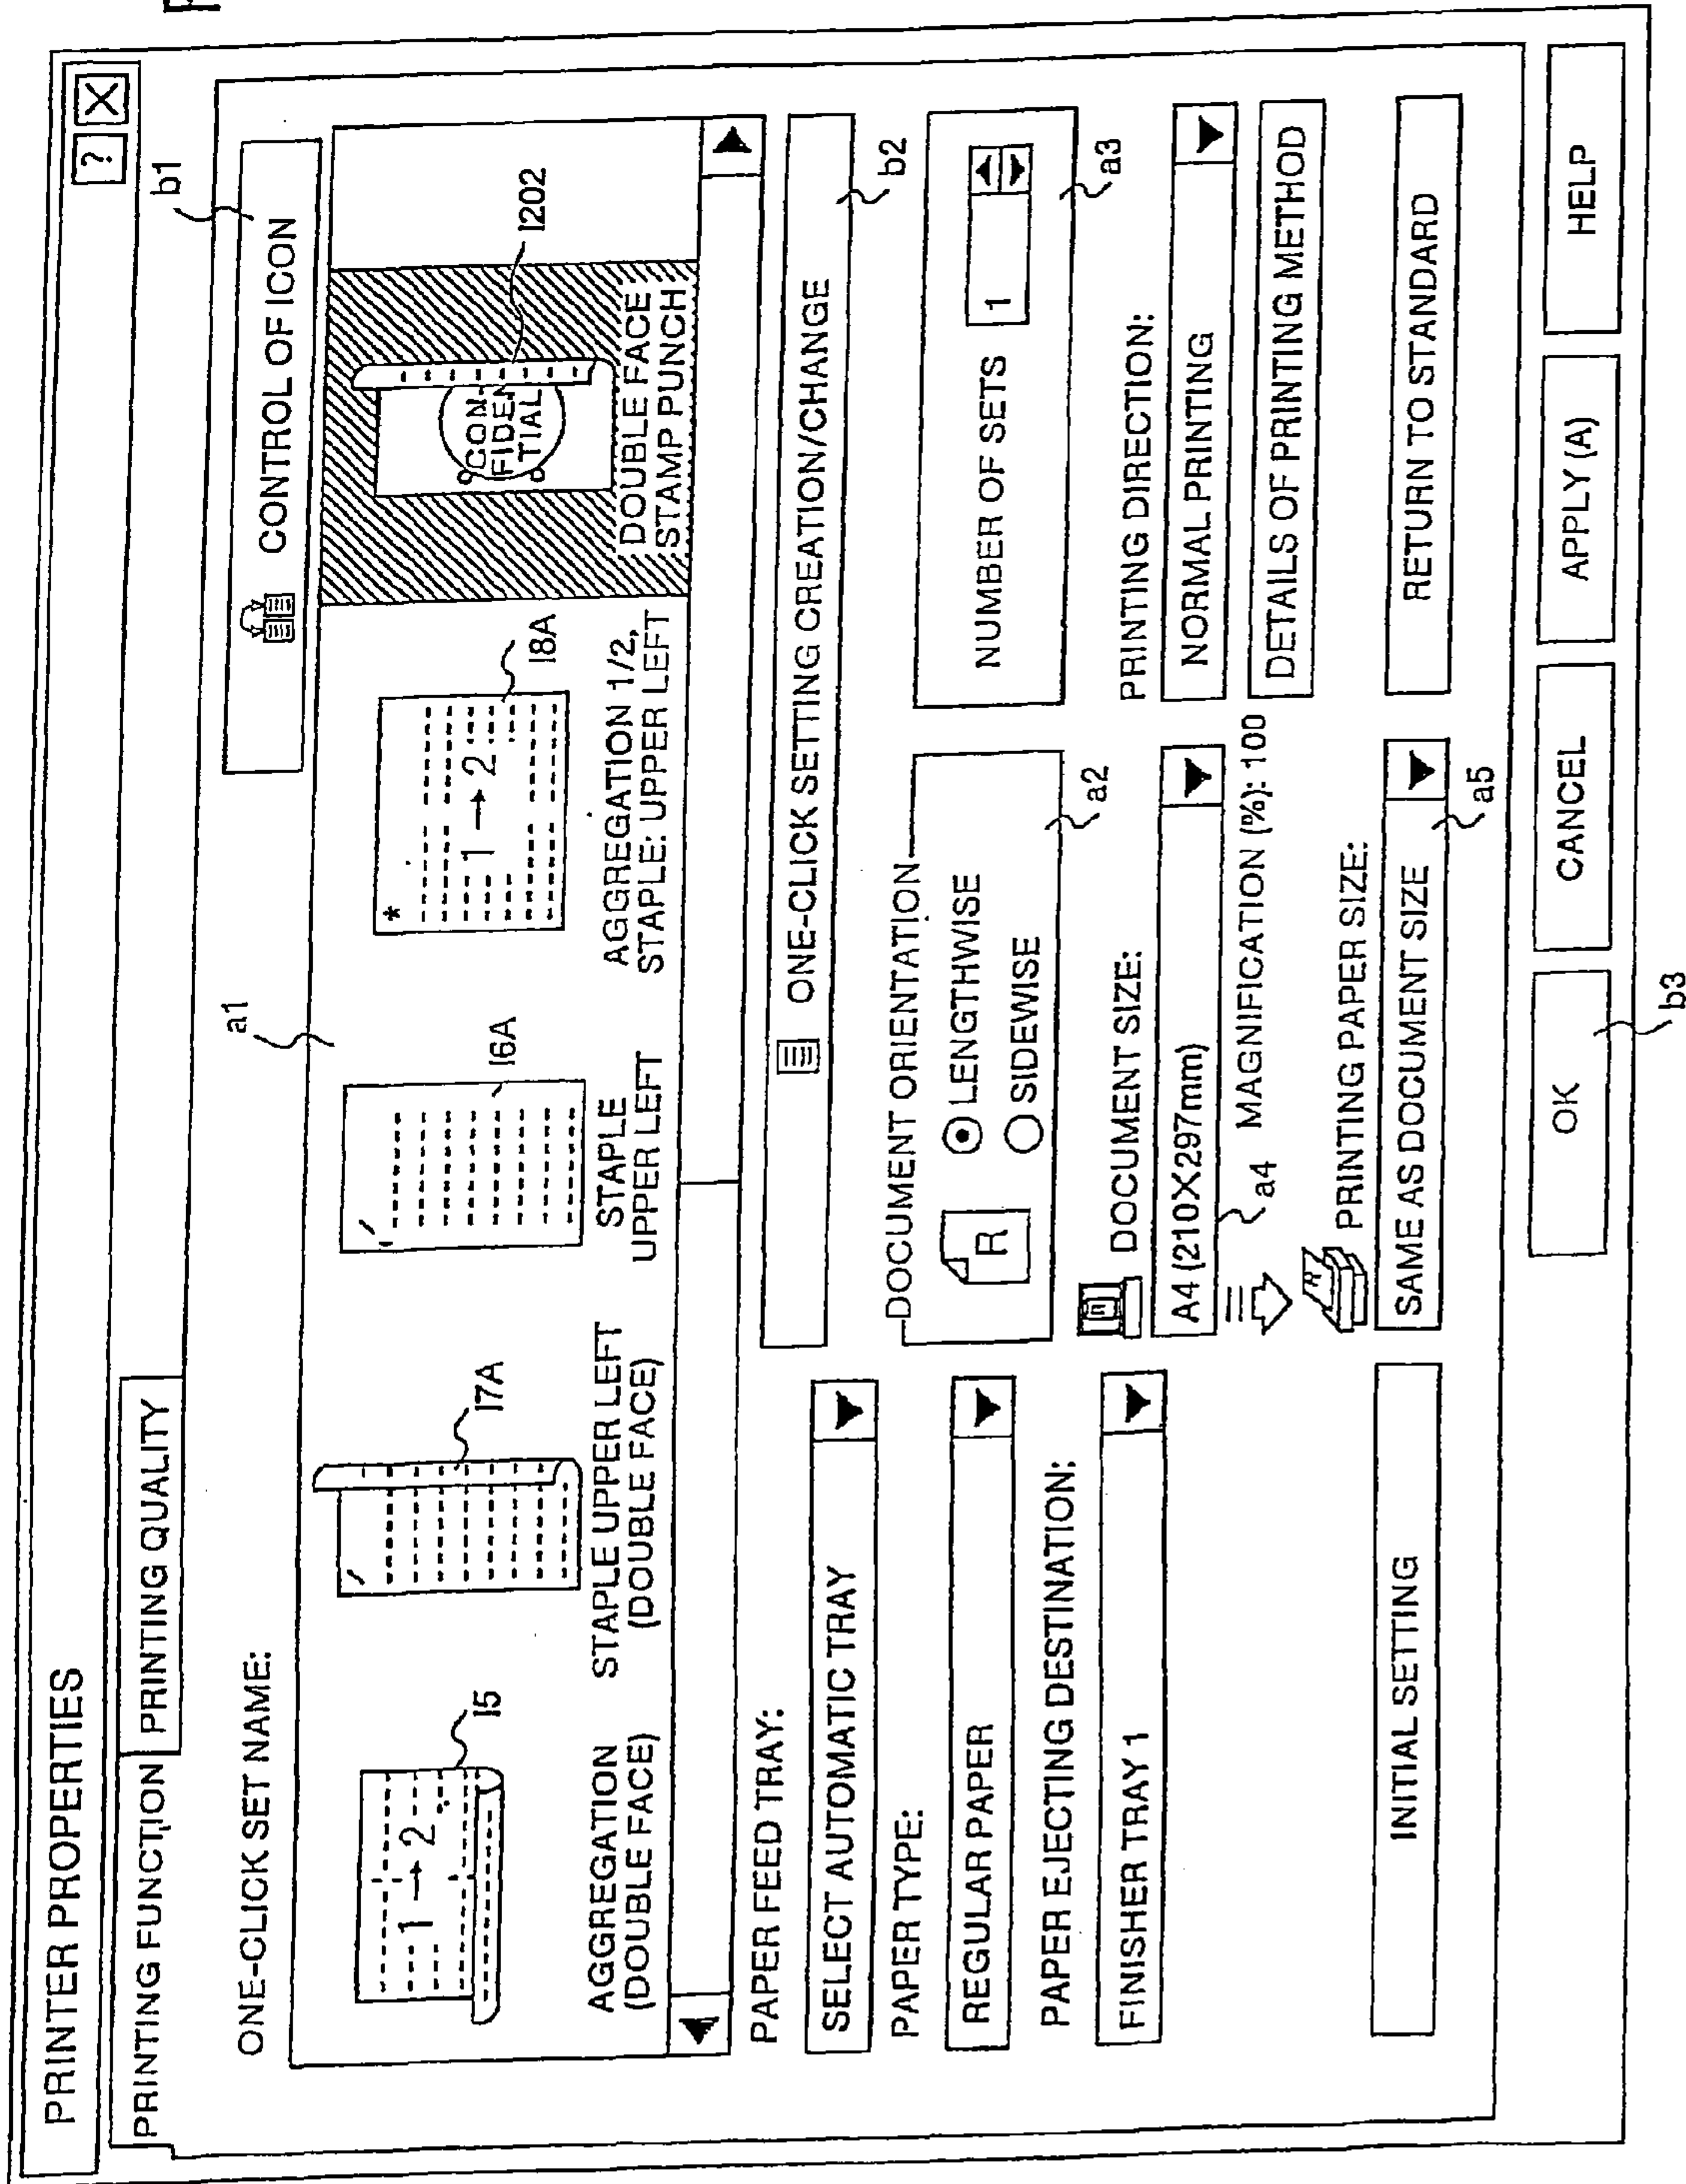 PRINTER PROPERTIES
? X
PRINTING FUNCTION
PRINTING QUALITY
ONE-CLICK SET NAME:
a1
CONTROL OF ICON
b1
1→2
I5
AGGREGATION
(DOUBLE FACE)
I7A
STAPLE UPPER LEFT
(DOUBLE FACE)
I6A
STAPLE
UPPER LEFT
*
1→2
I8A
AGGREGATION 1/2,
STAPLE: UPPER LEFT
CON-
FIDEN
TIAL
I202
DOUBLE FACE
STAMP PUNCH
PAPER FEED TRAY:
SELECT AUTOMATIC TRAY
PAPER TYPE:
REGULAR PAPER
PAPER EJECTING DESTINATION:
FINISHER TRAY 1
INITIAL SETTING
ONE-CLICK SETTING CREATION/CHANGE
b2
DOCUMENT ORIENTATION
R
LENGTHWISE
SIDEWISE
a2
DOCUMENT SIZE:
A4 (210X297mm)
a4
MAGNIFICATION (%): 100
R
PRINTING PAPER SIZE:
SAME AS DOCUMENT SIZE
a5
NUMBER OF SETS 1
a3
PRINTING DIRECTION:
NORMAL PRINTING
DETAILS OF PRINTING METHOD
RETURN TO STANDARD
OK
CANCEL
APPLY (A)
HELP
b3